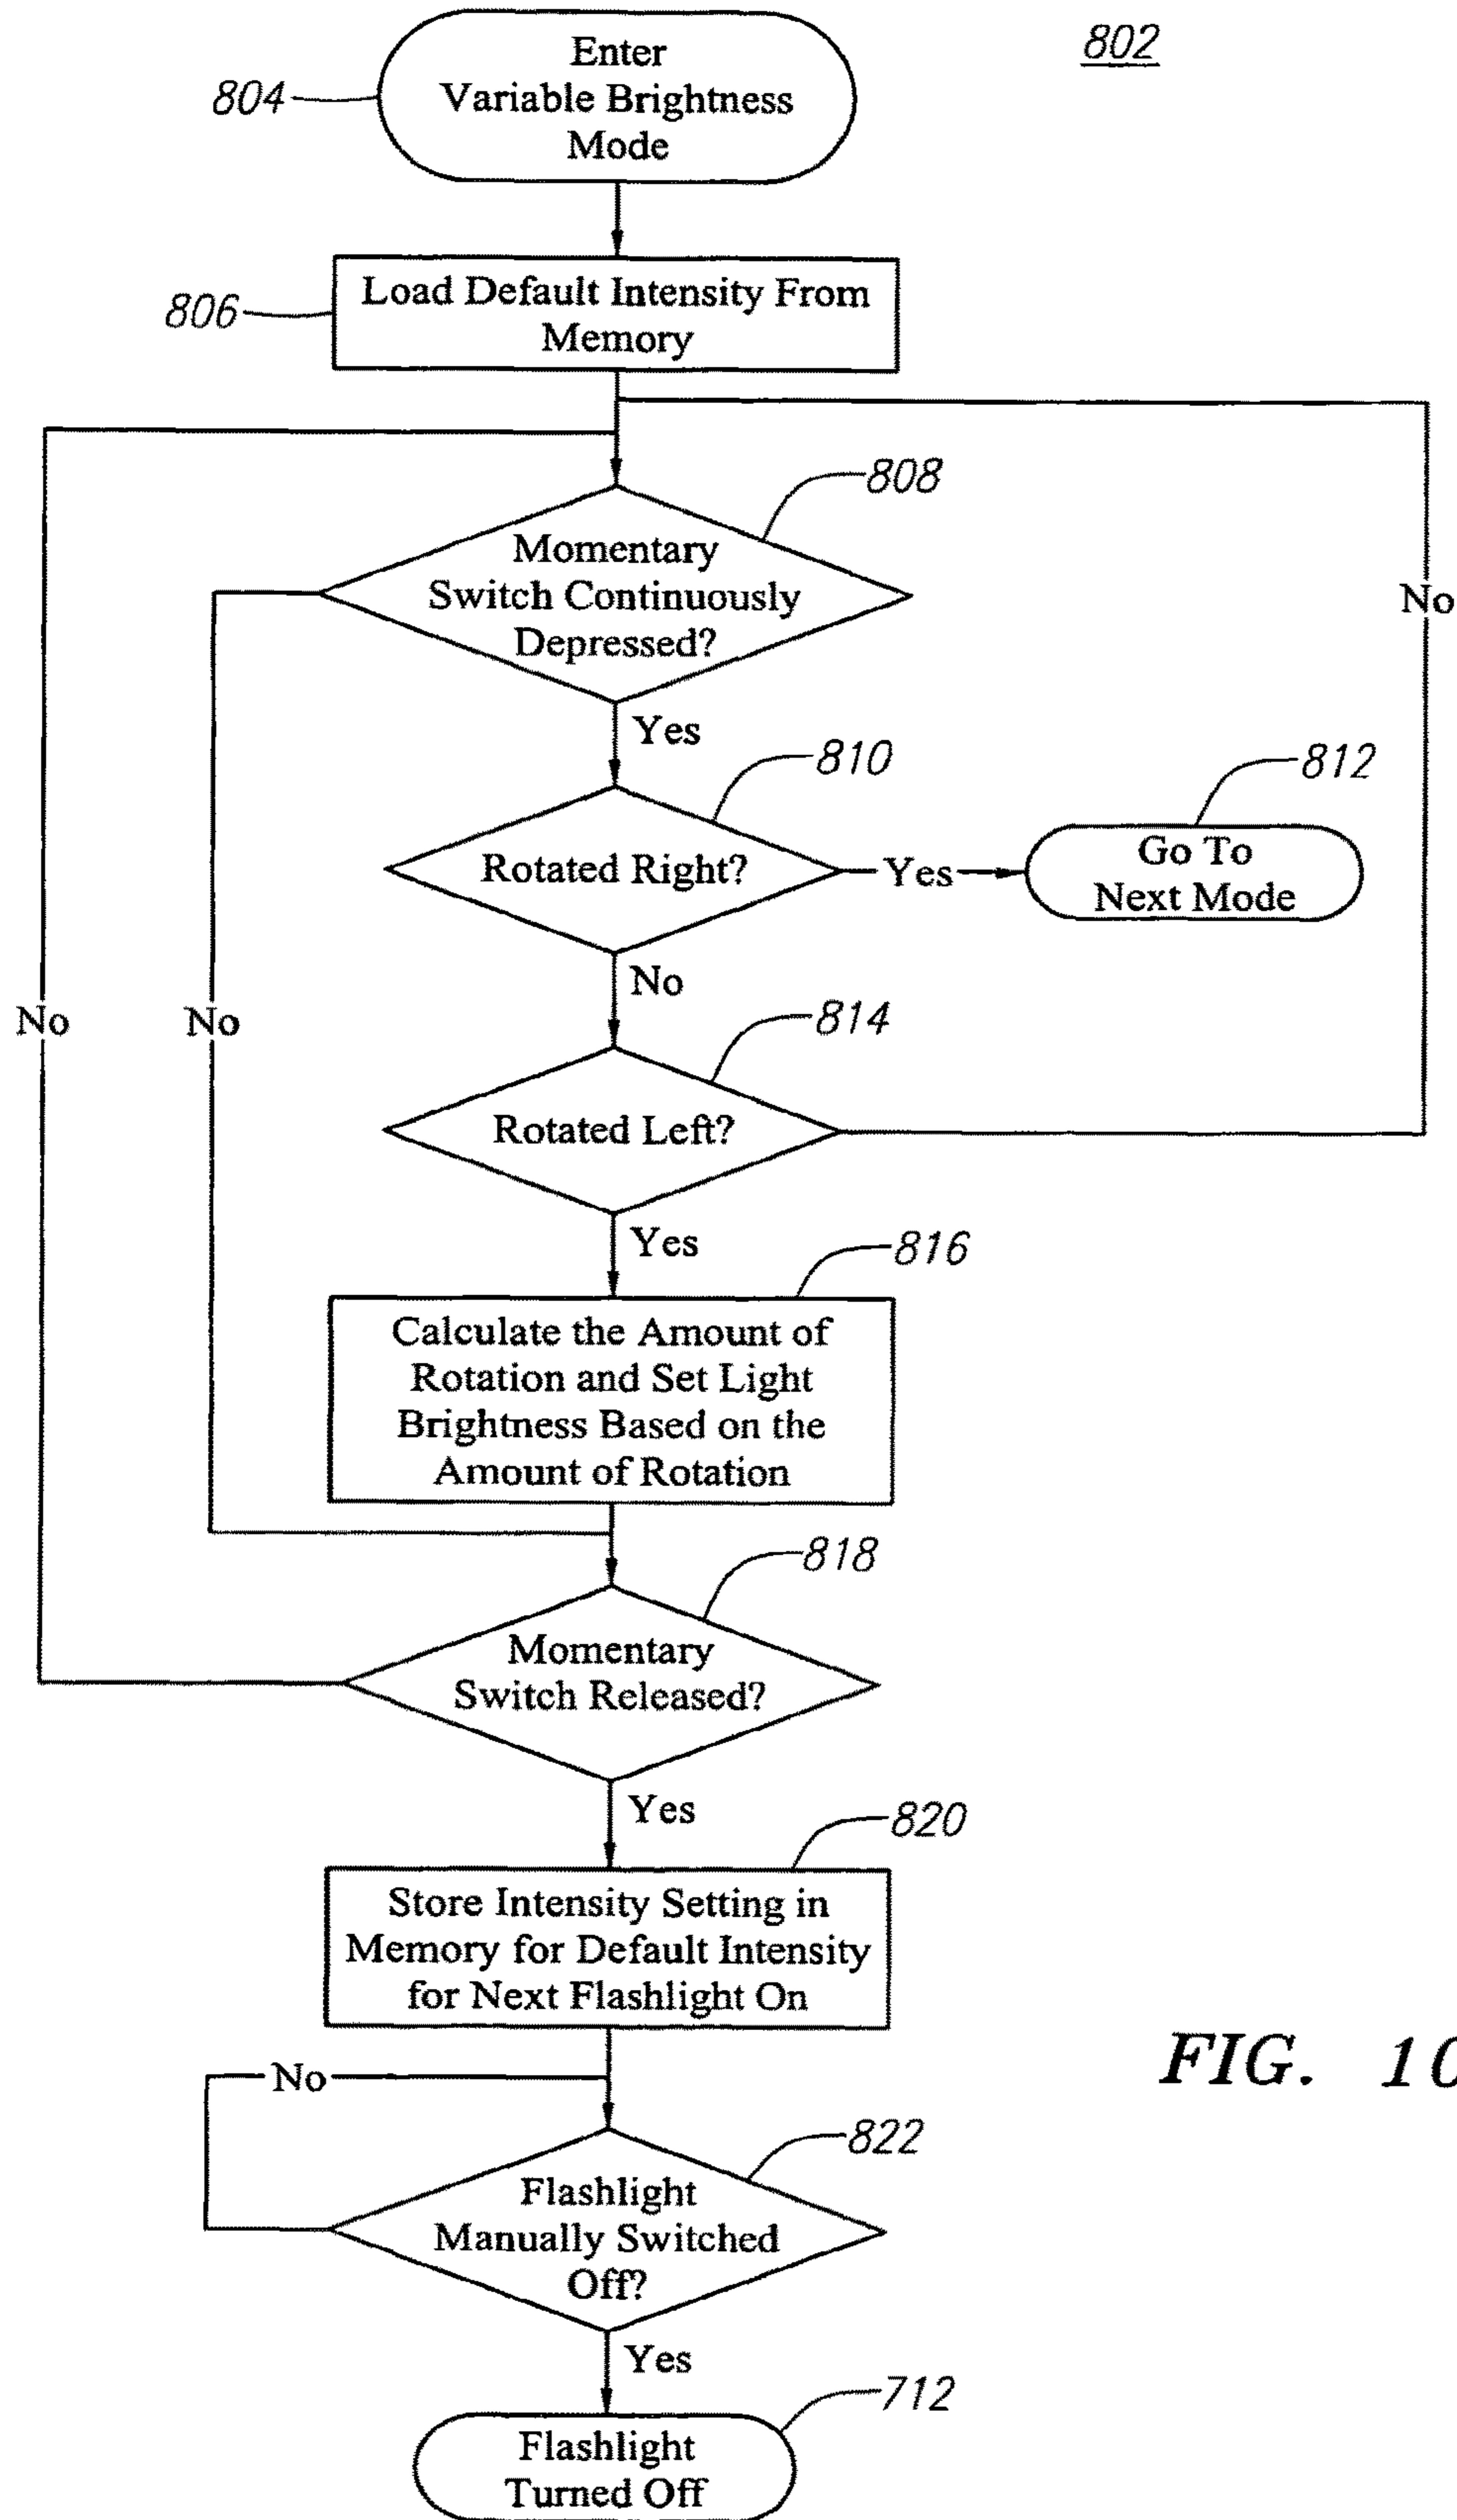 802
804
Enter
Variable Brightness
Mode
806
Load Default Intensity From
Memory
808
Momentary
Switch Continuously
Depressed?
No
Yes
810
812
Rotated Right?
Yes
Go To
Next Mode
No
No
No
814
Rotated Left?
Yes
816
Calculate the Amount of
Rotation and Set Light
Brightness Based on the
Amount of Rotation
818
Momentary
Switch Released?
Yes
820
Store Intensity Setting in
Memory for Default Intensity
for Next Flashlight On
FIG. 10
No
822
Flashlight
Manually Switched
Off?
Yes
712
Flashlight
Turned Off